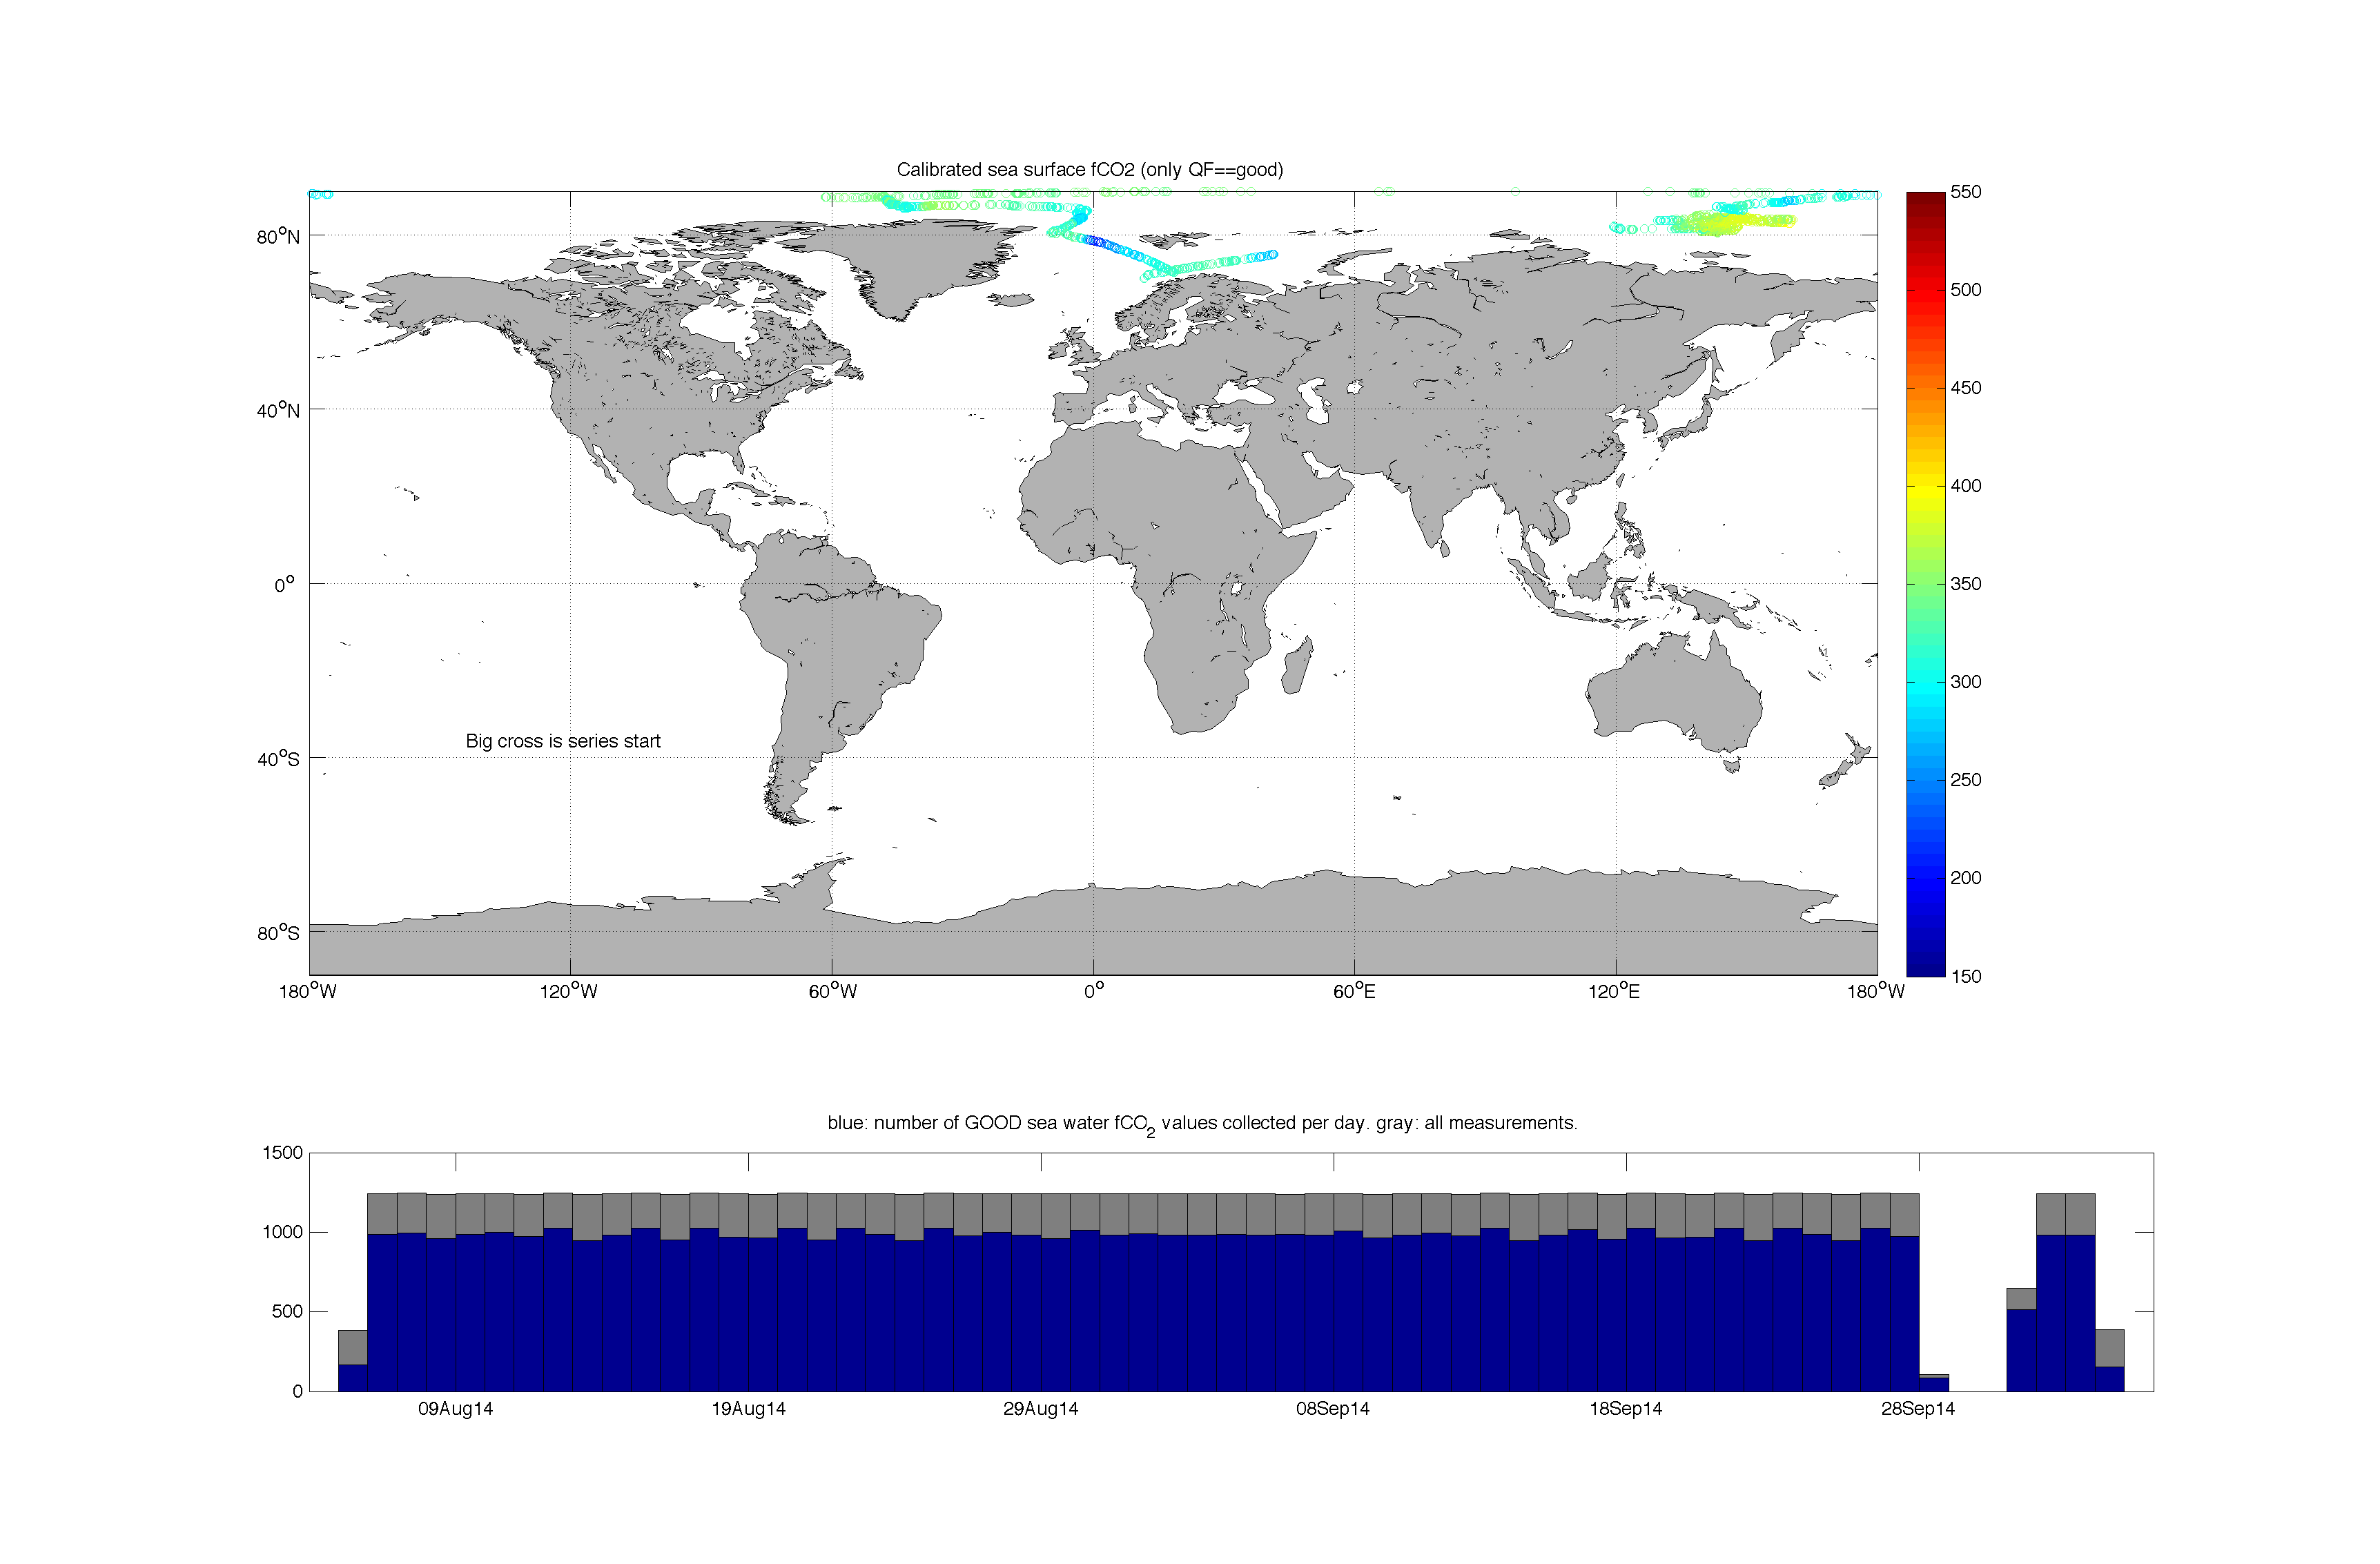 Calibrated sea surface fCO2 (only QF==good)
80°N
40°N
0°
40°S
80°S
Big cross is series start
180°W 120°W 60°W 0° 60°E 120°E 180°W
550
500
450
400
350
300
250
200
150
blue: number of GOOD sea water fCO₂ values collected per day. gray: all measurements.
1500
1000
500
0
09Aug14 19Aug14 29Aug14 08Sep14 18Sep14 28Sep14